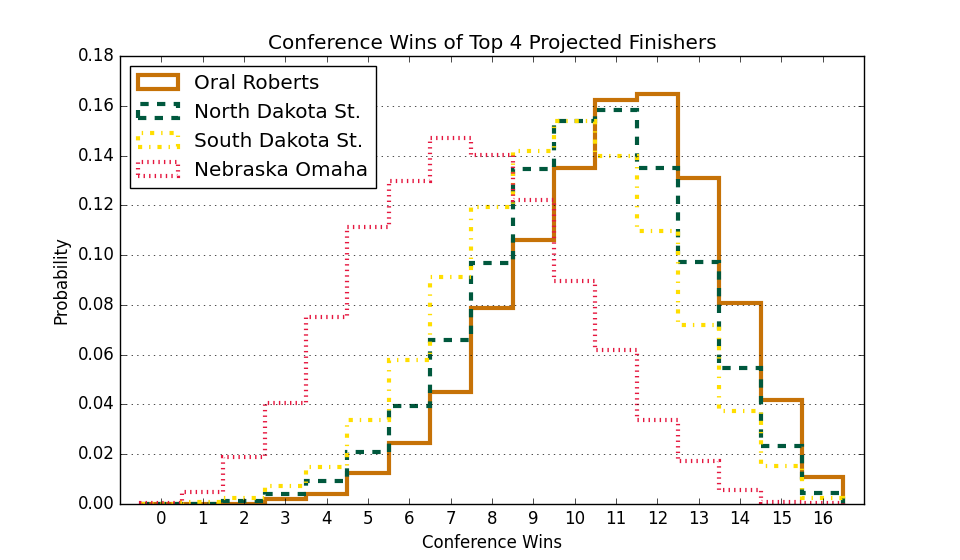 Conference Wins of Top 4 Projected Finishers
0.18
0.16
0.14
0.12
0.10
0.08
0.06
0.04
0.02
0.00
Probability
Oral Roberts
North Dakota St.
South Dakota St.
Nebraska Omaha
0 1 2 3 4 5 6 7 8 9 10 11 12 13 14 15 16
Conference Wins